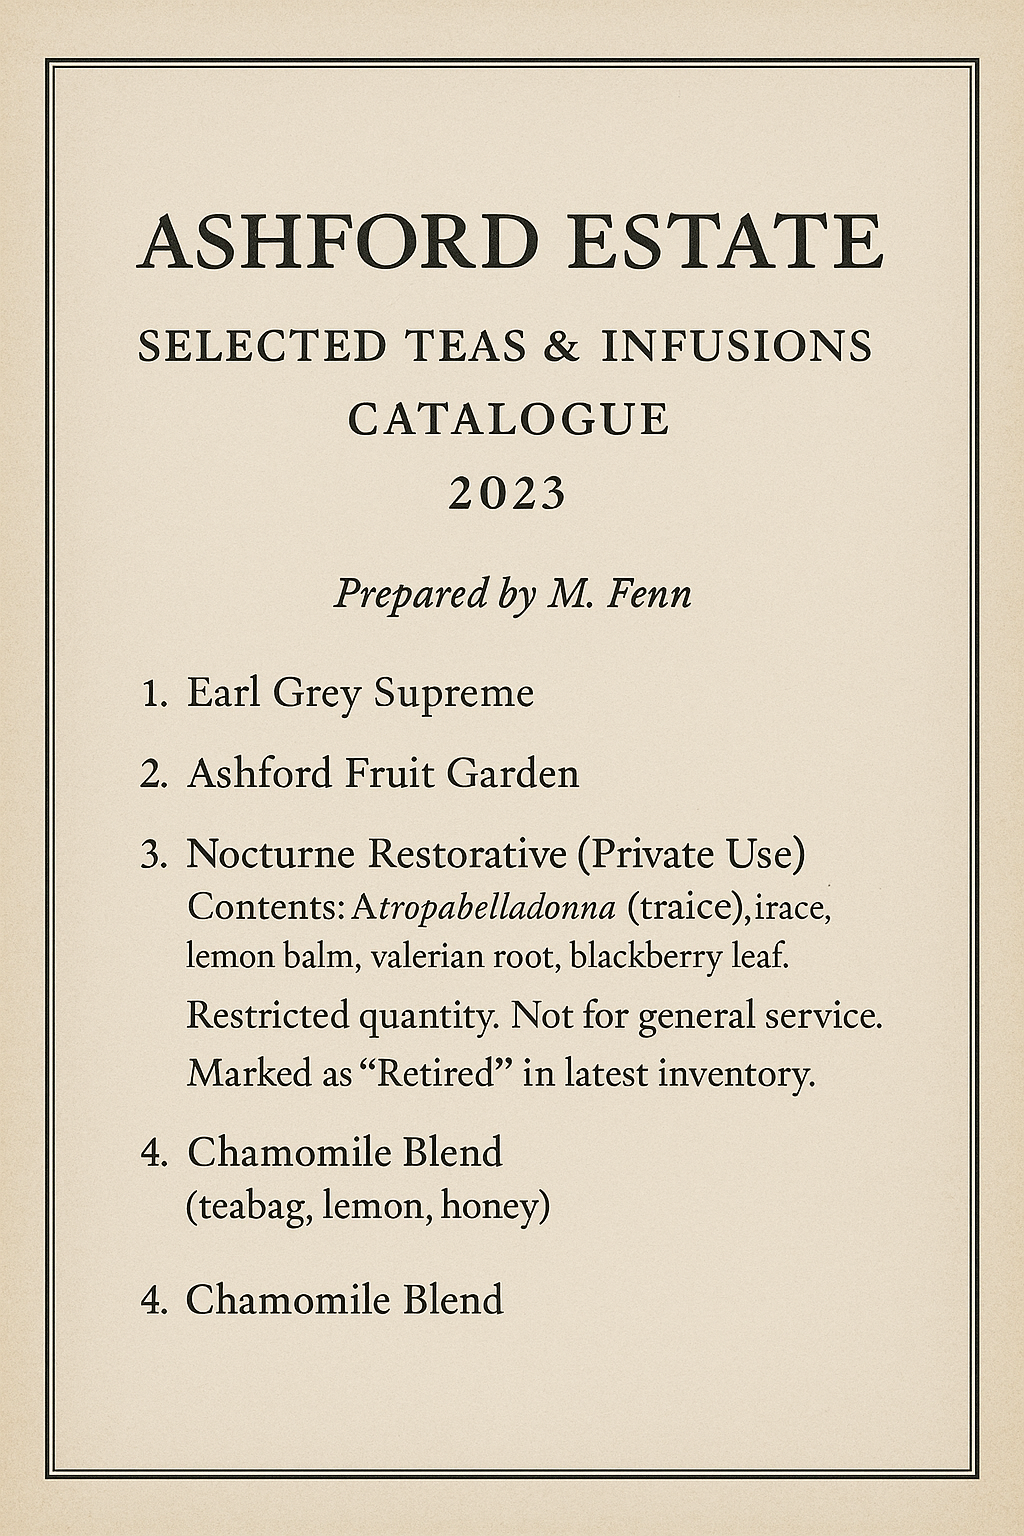 ASHFORD ESTATE
SELECTED TEAS & INFUSIONS
CATALOGUE
2023
Prepared by M. Fenn
1. Earl Grey Supreme
2. Ashford Fruit Garden
3. Nocturne Restorative (Private Use)
Contents: Atropabelladonna (traice), irace,
lemon balm, valerian root, blackberry leaf.
Restricted quantity. Not for general service.
Marked as “Retired” in latest inventory.
4. Chamomile Blend
(teabag, lemon, honey)
4. Chamomile Blend